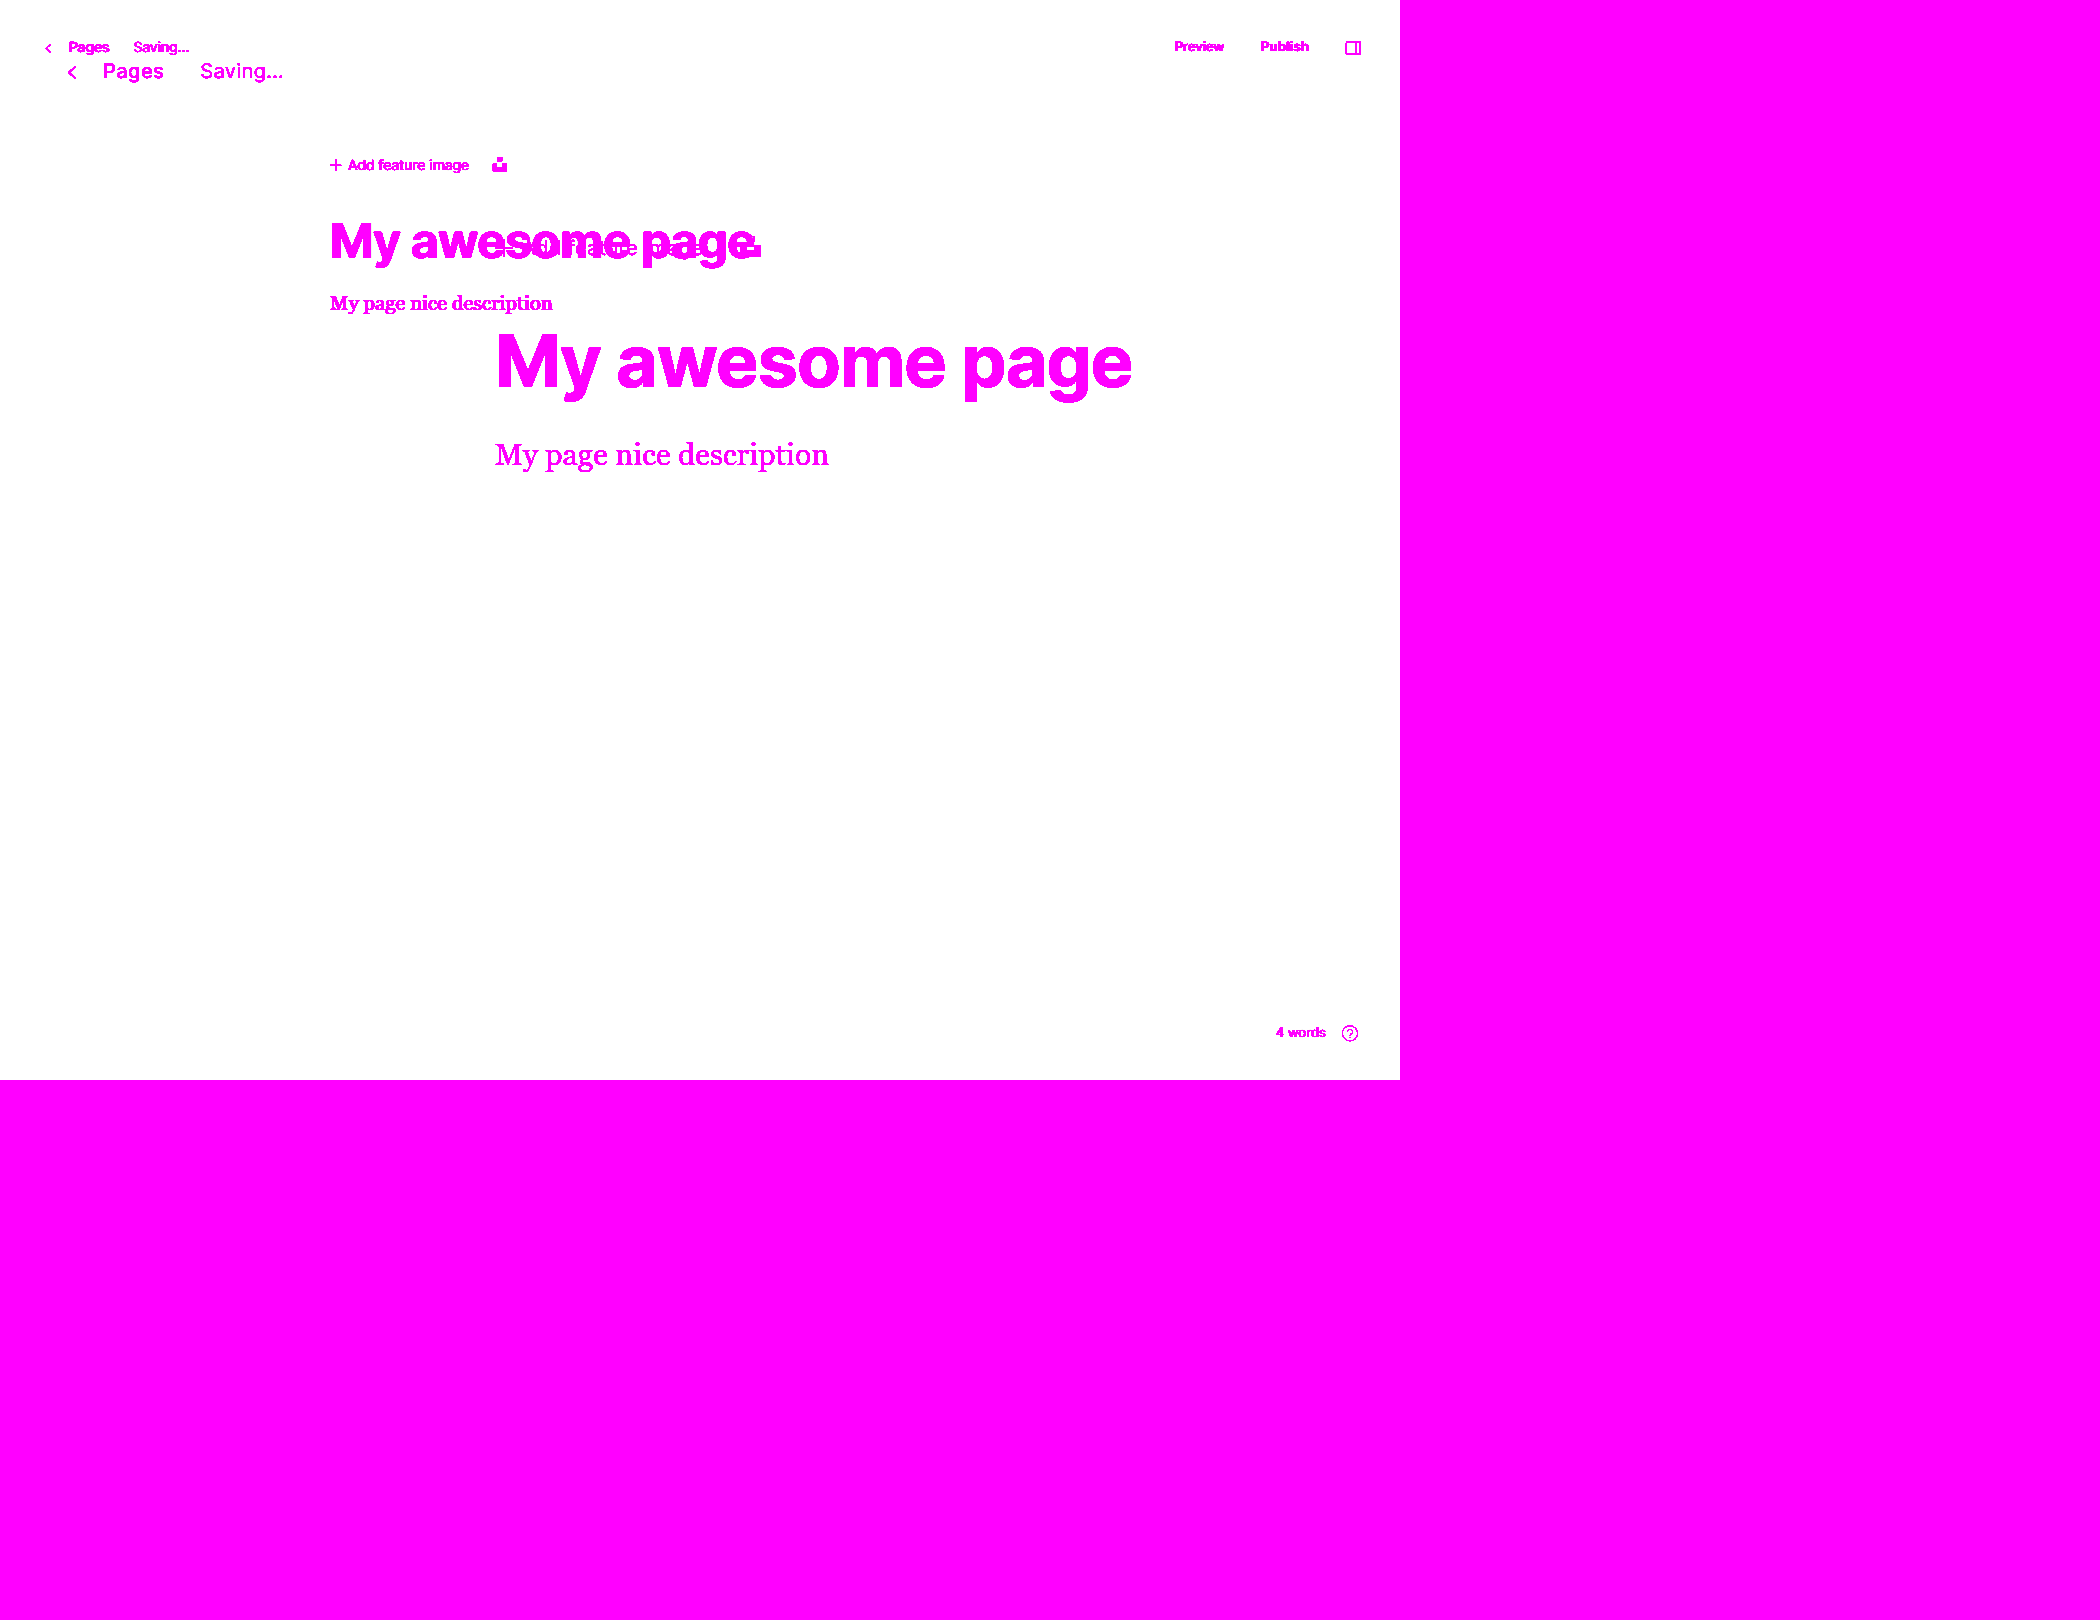 Pages Saving... Preview Publish
Pages Saving...
+ Add feature image
My awesome page
My page nice description
My awesome page
My page nice description
4 words